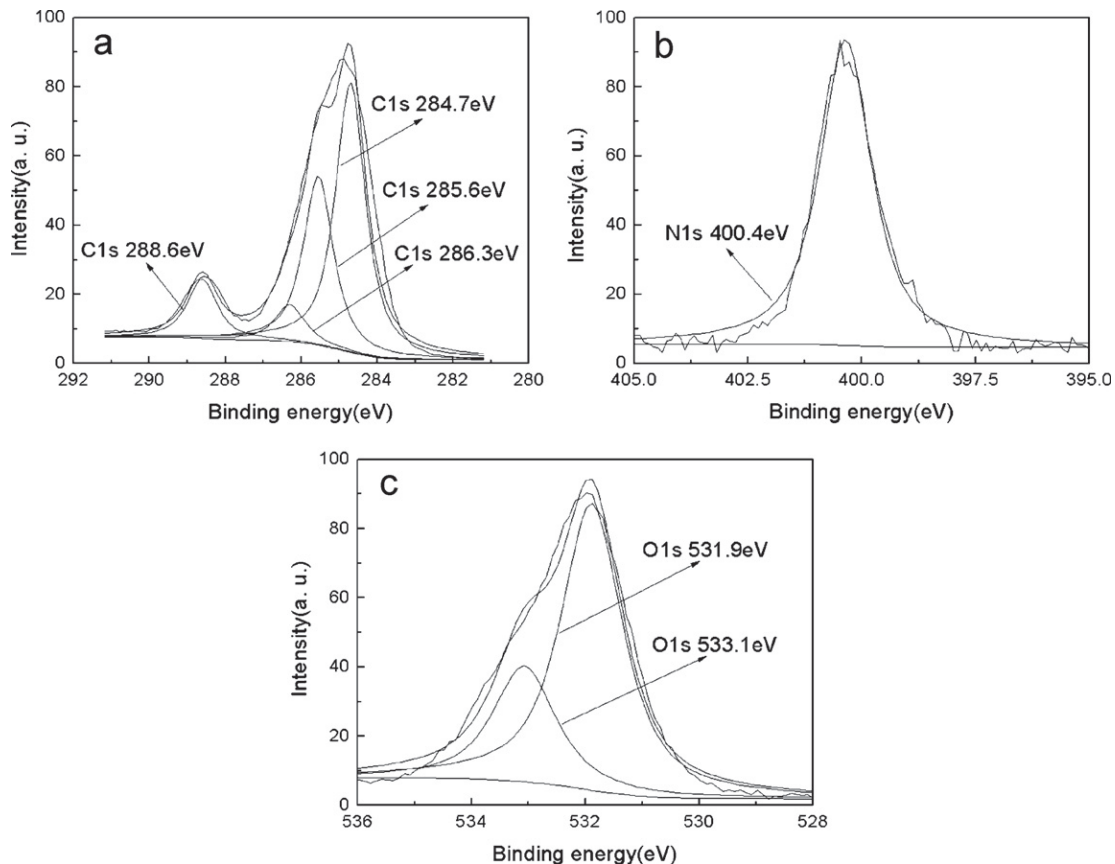 a
Intensity(a. u.)
100
80
60
40
20
0
C1s 284.7eV
C1s 285.6eV
C1s 286.3eV
C1s 288.6eV
292
290
288
286
284
282
280
Binding energy(eV)
b
Intensity(a. u.)
100
80
60
40
20
0
N1s 400.4eV
405.0
402.5
400.0
397.5
395.0
Binding energy(eV)
c
Intensity(a. u.)
100
80
60
40
20
0
O1s 531.9eV
O1s 533.1eV
536
534
532
530
528
Binding energy(eV)